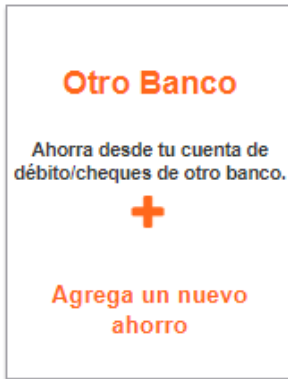 Otro Banco
Ahorra desde tu cuenta de
débito/cheques de otro banco.
Agrega un nuevo
ahorro